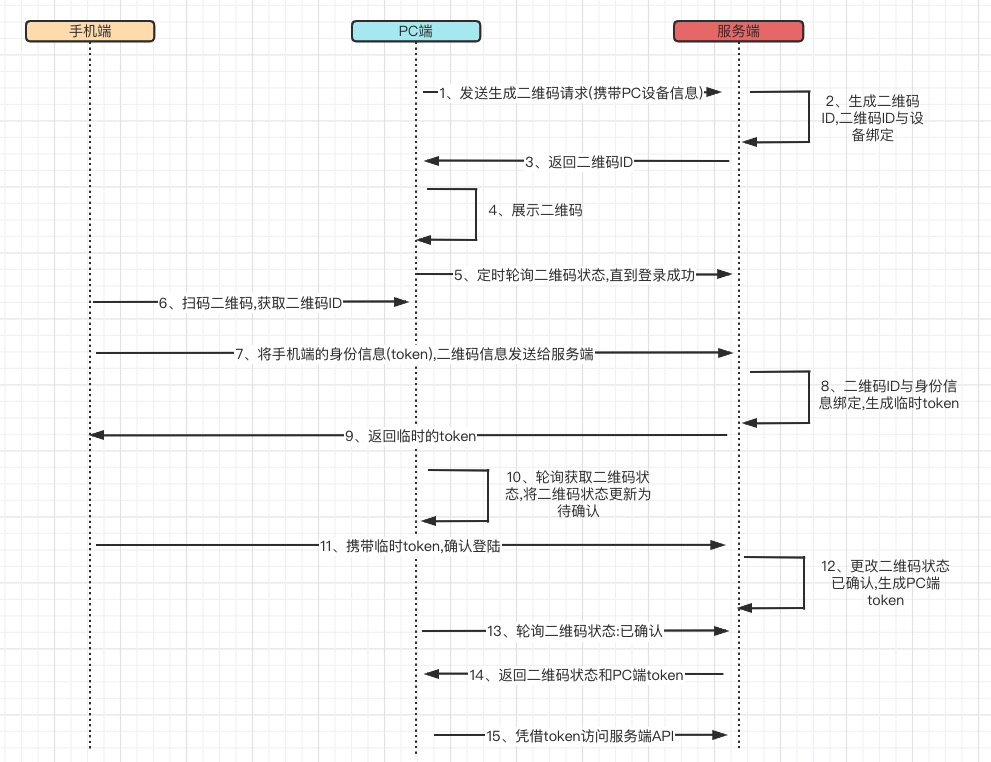 手机端
PC端
服务端
1、发送生成二维码请求(携带PC设备信息)
2、生成二维码
ID,二维码ID与设
备绑定
3、返回二维码ID
4、展示二维码
5、定时轮询二维码状态,直到登录成功
6、扫码二维码,获取二维码ID
7、将手机端的身份信息(token),二维码信息发送给服务端
8、二维码ID与身份信
息绑定,生成临时token
9、返回临时的token
10、轮询获取二维码状
态,将二维码状态更新为
待确认
11、携带临时token,确认登陆
12、更改二维码状态
已确认,生成PC端
token
13、轮询二维码状态:已确认
14、返回二维码状态和PC端token
15、凭借token访问服务端API